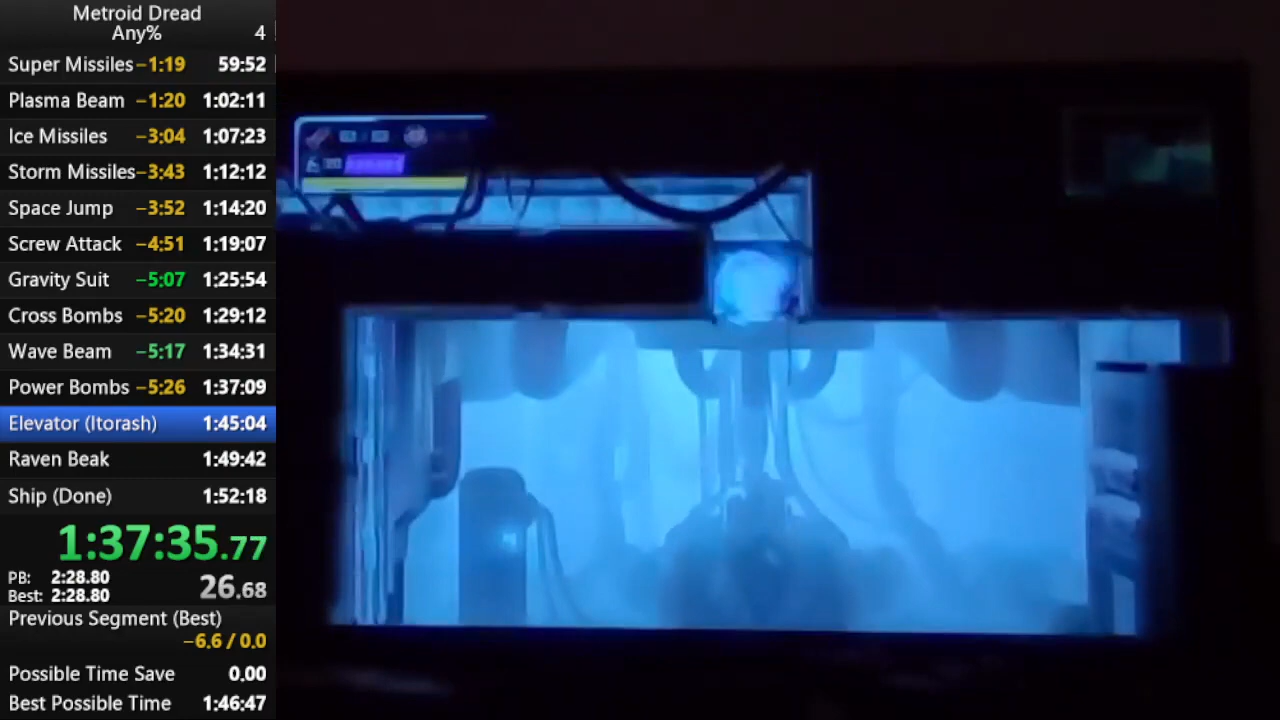 Metroid Dread
Any% 4
Super Missiles −1:19 59:52
Plasma Beam −1:20 1:02:11
Ice Missiles −3:04 1:07:23
Storm Missiles −3:43 1:12:12
Space Jump −3:52 1:14:20
Screw Attack −4:51 1:19:07
Gravity Suit −5:07 1:25:54
Cross Bombs −5:20 1:29:12
Wave Beam −5:17 1:34:31
Power Bombs −5:26 1:37:09
Elevator (Itorash) 1:45:04
Raven Beak 1:49:42
Ship (Done) 1:52:18
1:37:35.77
PB: 2:28.80 26.68
Best: 2:28.80
Previous Segment (Best)
−6.6 / 0.0
Possible Time Save 0.00
Best Possible Time 1:46:47